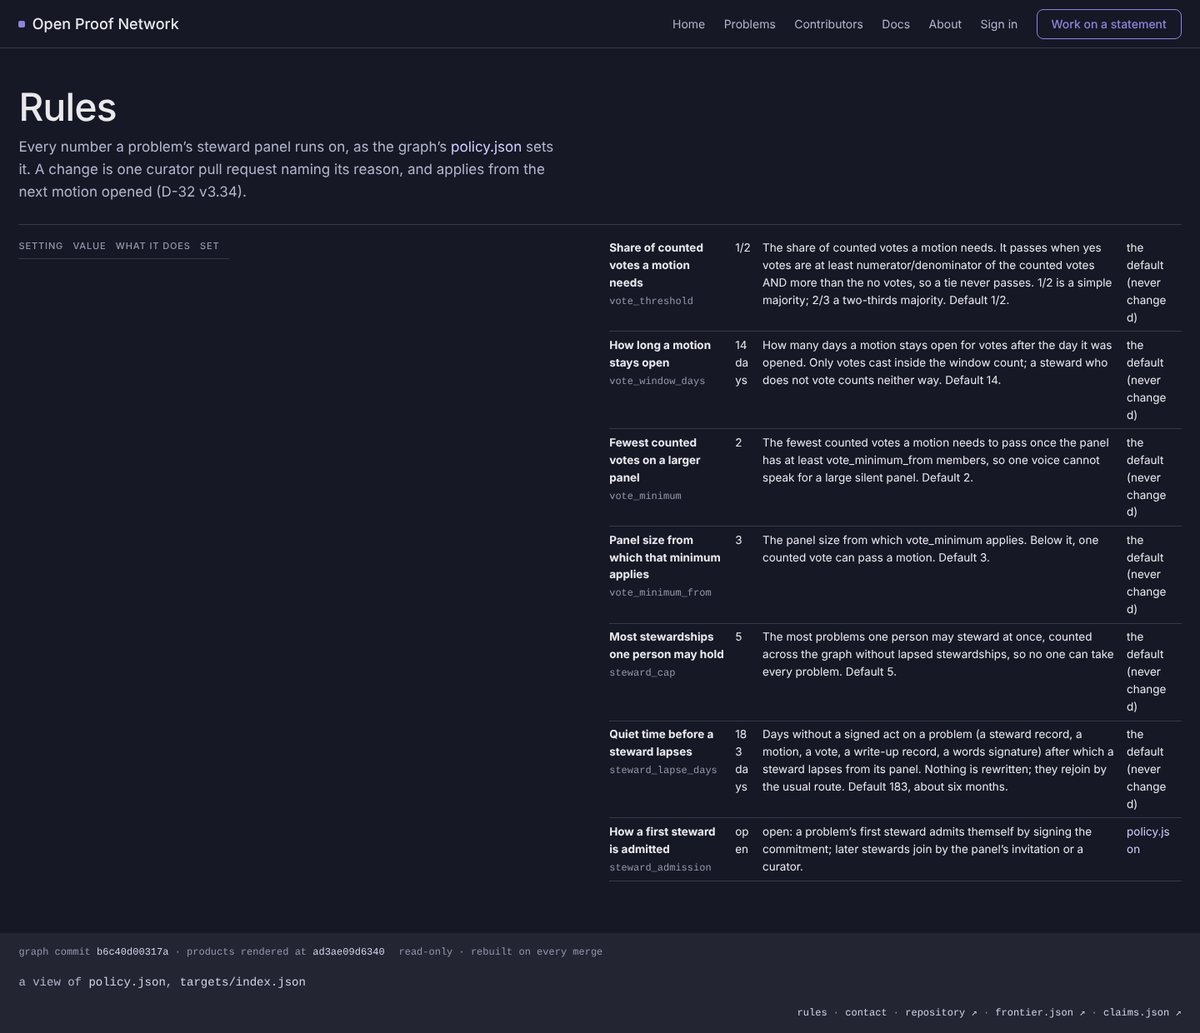 Open Proof Network
Home Problems Contributors Docs About Sign in Work on a statement
Rules
Every number a problem’s steward panel runs on, as the graph’s policy.json sets
it. A change is one curator pull request naming its reason, and applies from the
next motion opened (D-32 v3.34).
SETTING VALUE WHAT IT DOES SET
Share of counted
votes a motion
needs
vote_threshold
1/2
The share of counted votes a motion needs. It passes when yes
votes are at least numerator/denominator of the counted votes
AND more than the no votes, so a tie never passes. 1/2 is a simple
majority; 2/3 a two-thirds majority. Default 1/2.
the
default
(never
change
d)
How long a motion
stays open
vote_window_days
14
da
ys
How many days a motion stays open for votes after the day it was
opened. Only votes cast inside the window count; a steward who
does not vote counts neither way. Default 14.
the
default
(never
change
d)
Fewest counted
votes on a larger
panel
vote_minimum
2
The fewest counted votes a motion needs to pass once the panel
has at least vote_minimum_from members, so one voice cannot
speak for a large silent panel. Default 2.
the
default
(never
change
d)
Panel size from
which that minimum
applies
vote_minimum_from
3
The panel size from which vote_minimum applies. Below it, one
counted vote can pass a motion. Default 3.
the
default
(never
change
d)
Most stewardships
one person may hold
steward_cap
5
The most problems one person may steward at once, counted
across the graph without lapsed stewardships, so no one can take
every problem. Default 5.
the
default
(never
change
d)
Quiet time before a
steward lapses
steward_lapse_days
18
3
da
ys
Days without a signed act on a problem (a steward record, a
motion, a vote, a write-up record, a words signature) after which a
steward lapses from its panel. Nothing is rewritten; they rejoin by
the usual route. Default 183, about six months.
the
default
(never
change
d)
How a first steward
is admitted
steward_admission
op
en
open: a problem’s first steward admits themself by signing the
commitment; later stewards join by the panel’s invitation or a
curator.
policy.js
on
graph commit b6c40d00317a · products rendered at ad3ae09d6340 read-only · rebuilt on every merge
a view of policy.json, targets/index.json
rules · contact · repository ↗ · frontier.json ↗ · claims.json ↗